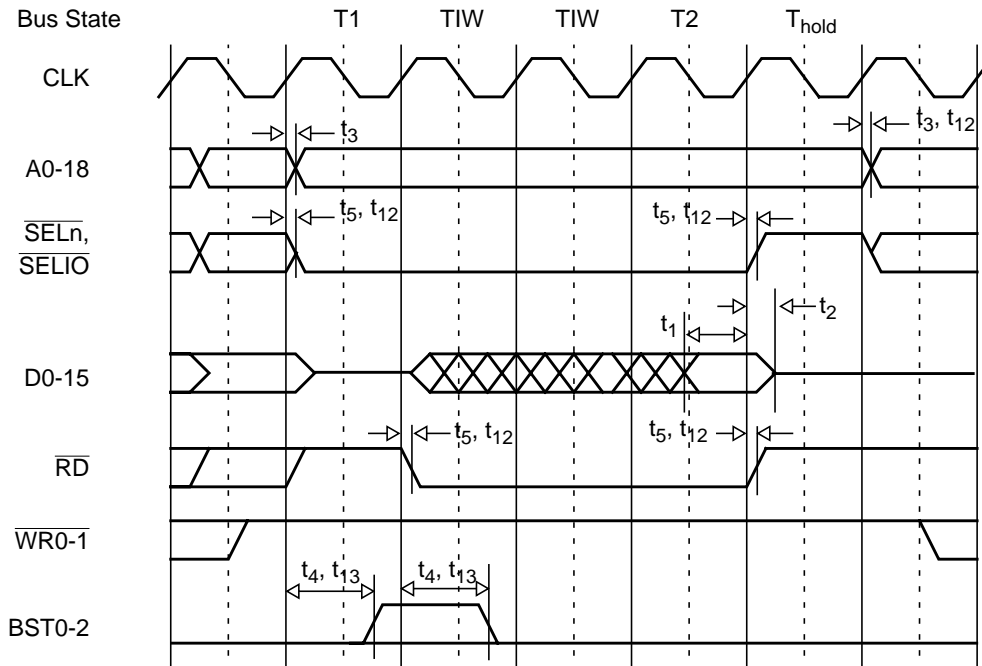 Bus State T1 TIW TIW T2 Thold
CLK
t3 t3, t12
A0-18
t5, t12 t5, t12
SELn,
SELIO
t1 t2
D0-15
t5, t12 t5, t12
RD
WR0-1
t4, t13 t4, t13
BST0-2